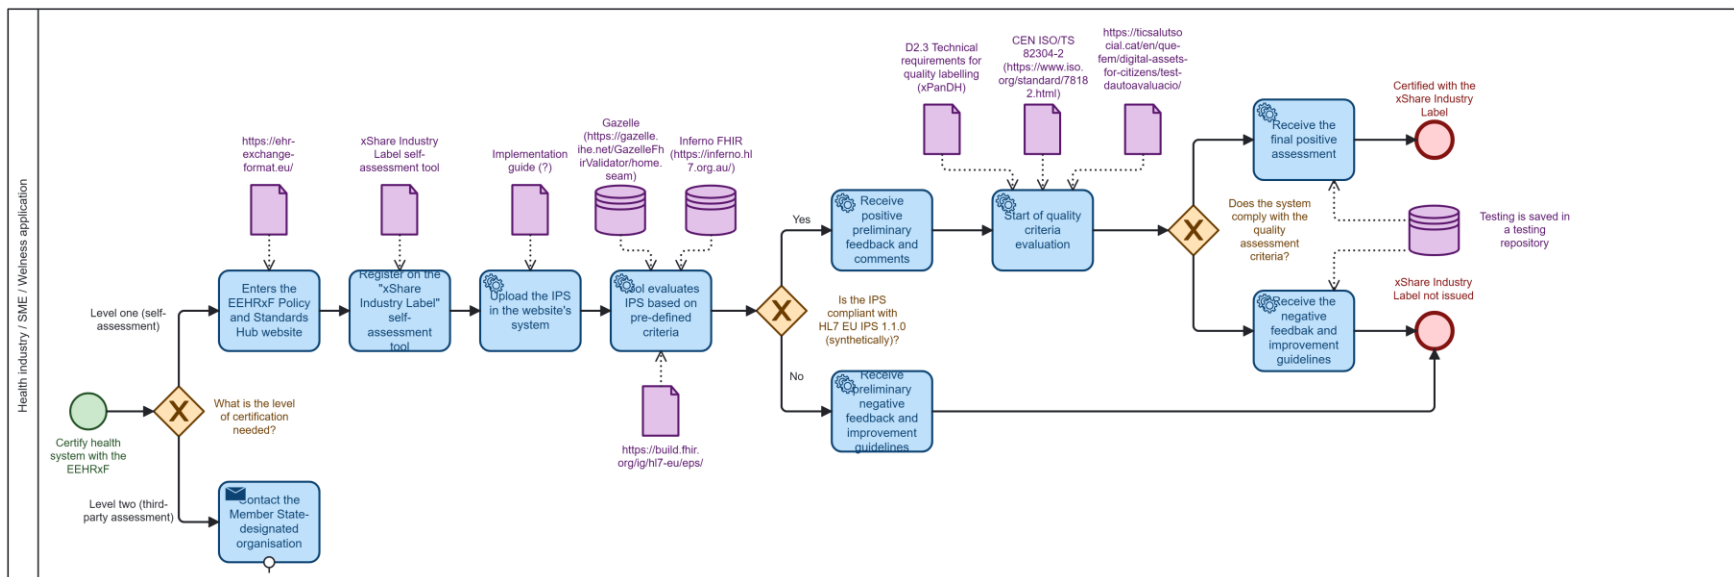 Health industry / SME / Welness application
Certify health
system with the
EEHRxF
What is the level
of certification
needed?
Level one (self-
assessment)
Level two (third-
party assessment)
Contact the
Member State-
designated
organisation
https://ehr-
exchange-
format.eu/
Enters the
EEHRxF Policy
and Standards
Hub website
xShare Industry
Label self-
assessment tool
Register on the
"xShare
Industry Label"
self-
assessment
tool
Implementation
guide (?)
Upload the IPS
in the website's
system
Gazelle
(https://gazelle.
ihe.net/GazelleFh
irValidator/home.
seam)
Inferno FHIR
(https://inferno.hl
7.org.au/)
Tool evaluates
IPS based on
pre-defined
criteria
https://build.fhir.
org/ig/hl7-eu/eps/
Is the IPS
compliant with
HL7 EU IPS 1.1.0
(synthetically)?
Yes
No
Receive
positive
preliminary
feedback and
comments
Receive
preliminary
negative
feedback and
improvement
guidelines
D2.3 Technical
requirements for
quality labelling
(xPanDH)
CEN ISO/TS
82304-2
(https://www.iso.
org/standard/7818
2.html)
https://ticsalutso
cial.cat/en/que-
fem/digital-assets-
for-citizens/test-
dautoavaluacio/
Start of quality
criteria
evaluation
Does the system
comply with the
quality
assessment
criteria?
Receive the
final positive
assessment
Certified with the
xShare Industry
Label
Testing is saved in
a testing
repository
Receive the
negative
feedbak and
improvement
guidelines
xShare Industry
Label not issued